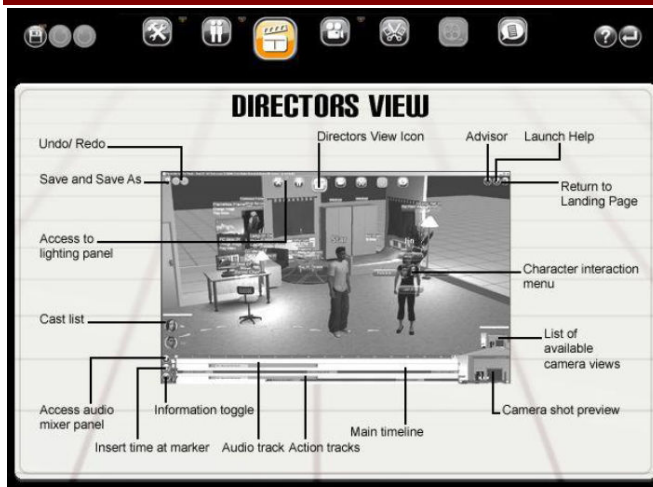 DIRECTORS VIEW
Undo/ Redo
Directors View Icon
Advisor
Launch Help
Save and Save As
Return to
Landing Page
Access to
lighting panel
Character interaction
menu
Cast list
List of
available
camera views
Access audio
mixer panel
Information toggle
Camera shot preview
Main timeline
Insert time at marker
Audio track
Action tracks